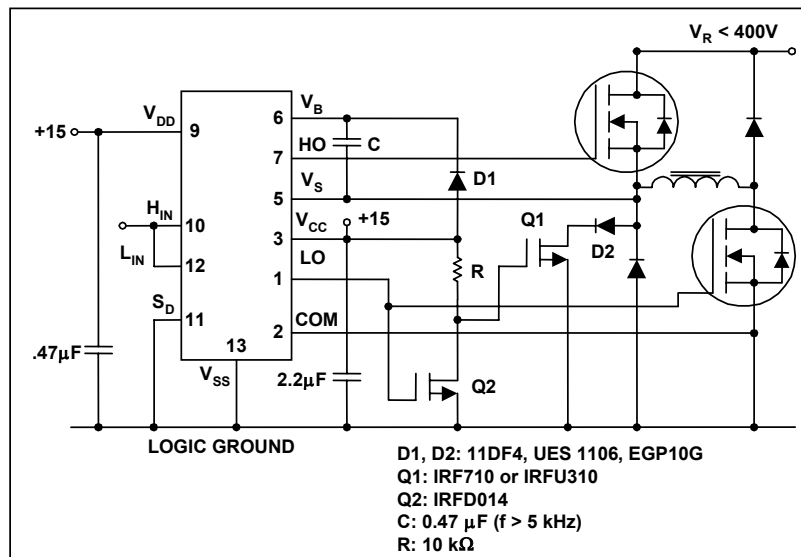 V_R < 400V
V_B
6
V_DD
+15
9
HO
C
7
V_S
D1
5
H_IN
V_CC
+15
10
Q1
3
D2
L_IN
LO
12
R
1
S_D
11
COM
2
.47μF
13
V_SS
2.2μF
Q2
LOGIC GROUND
D1, D2: 11DF4, UES 1106, EGP10G
Q1: IRF710 or IRFU310
Q2: IRFD014
C: 0.47 μF (f > 5 kHz)
R: 10 kΩ